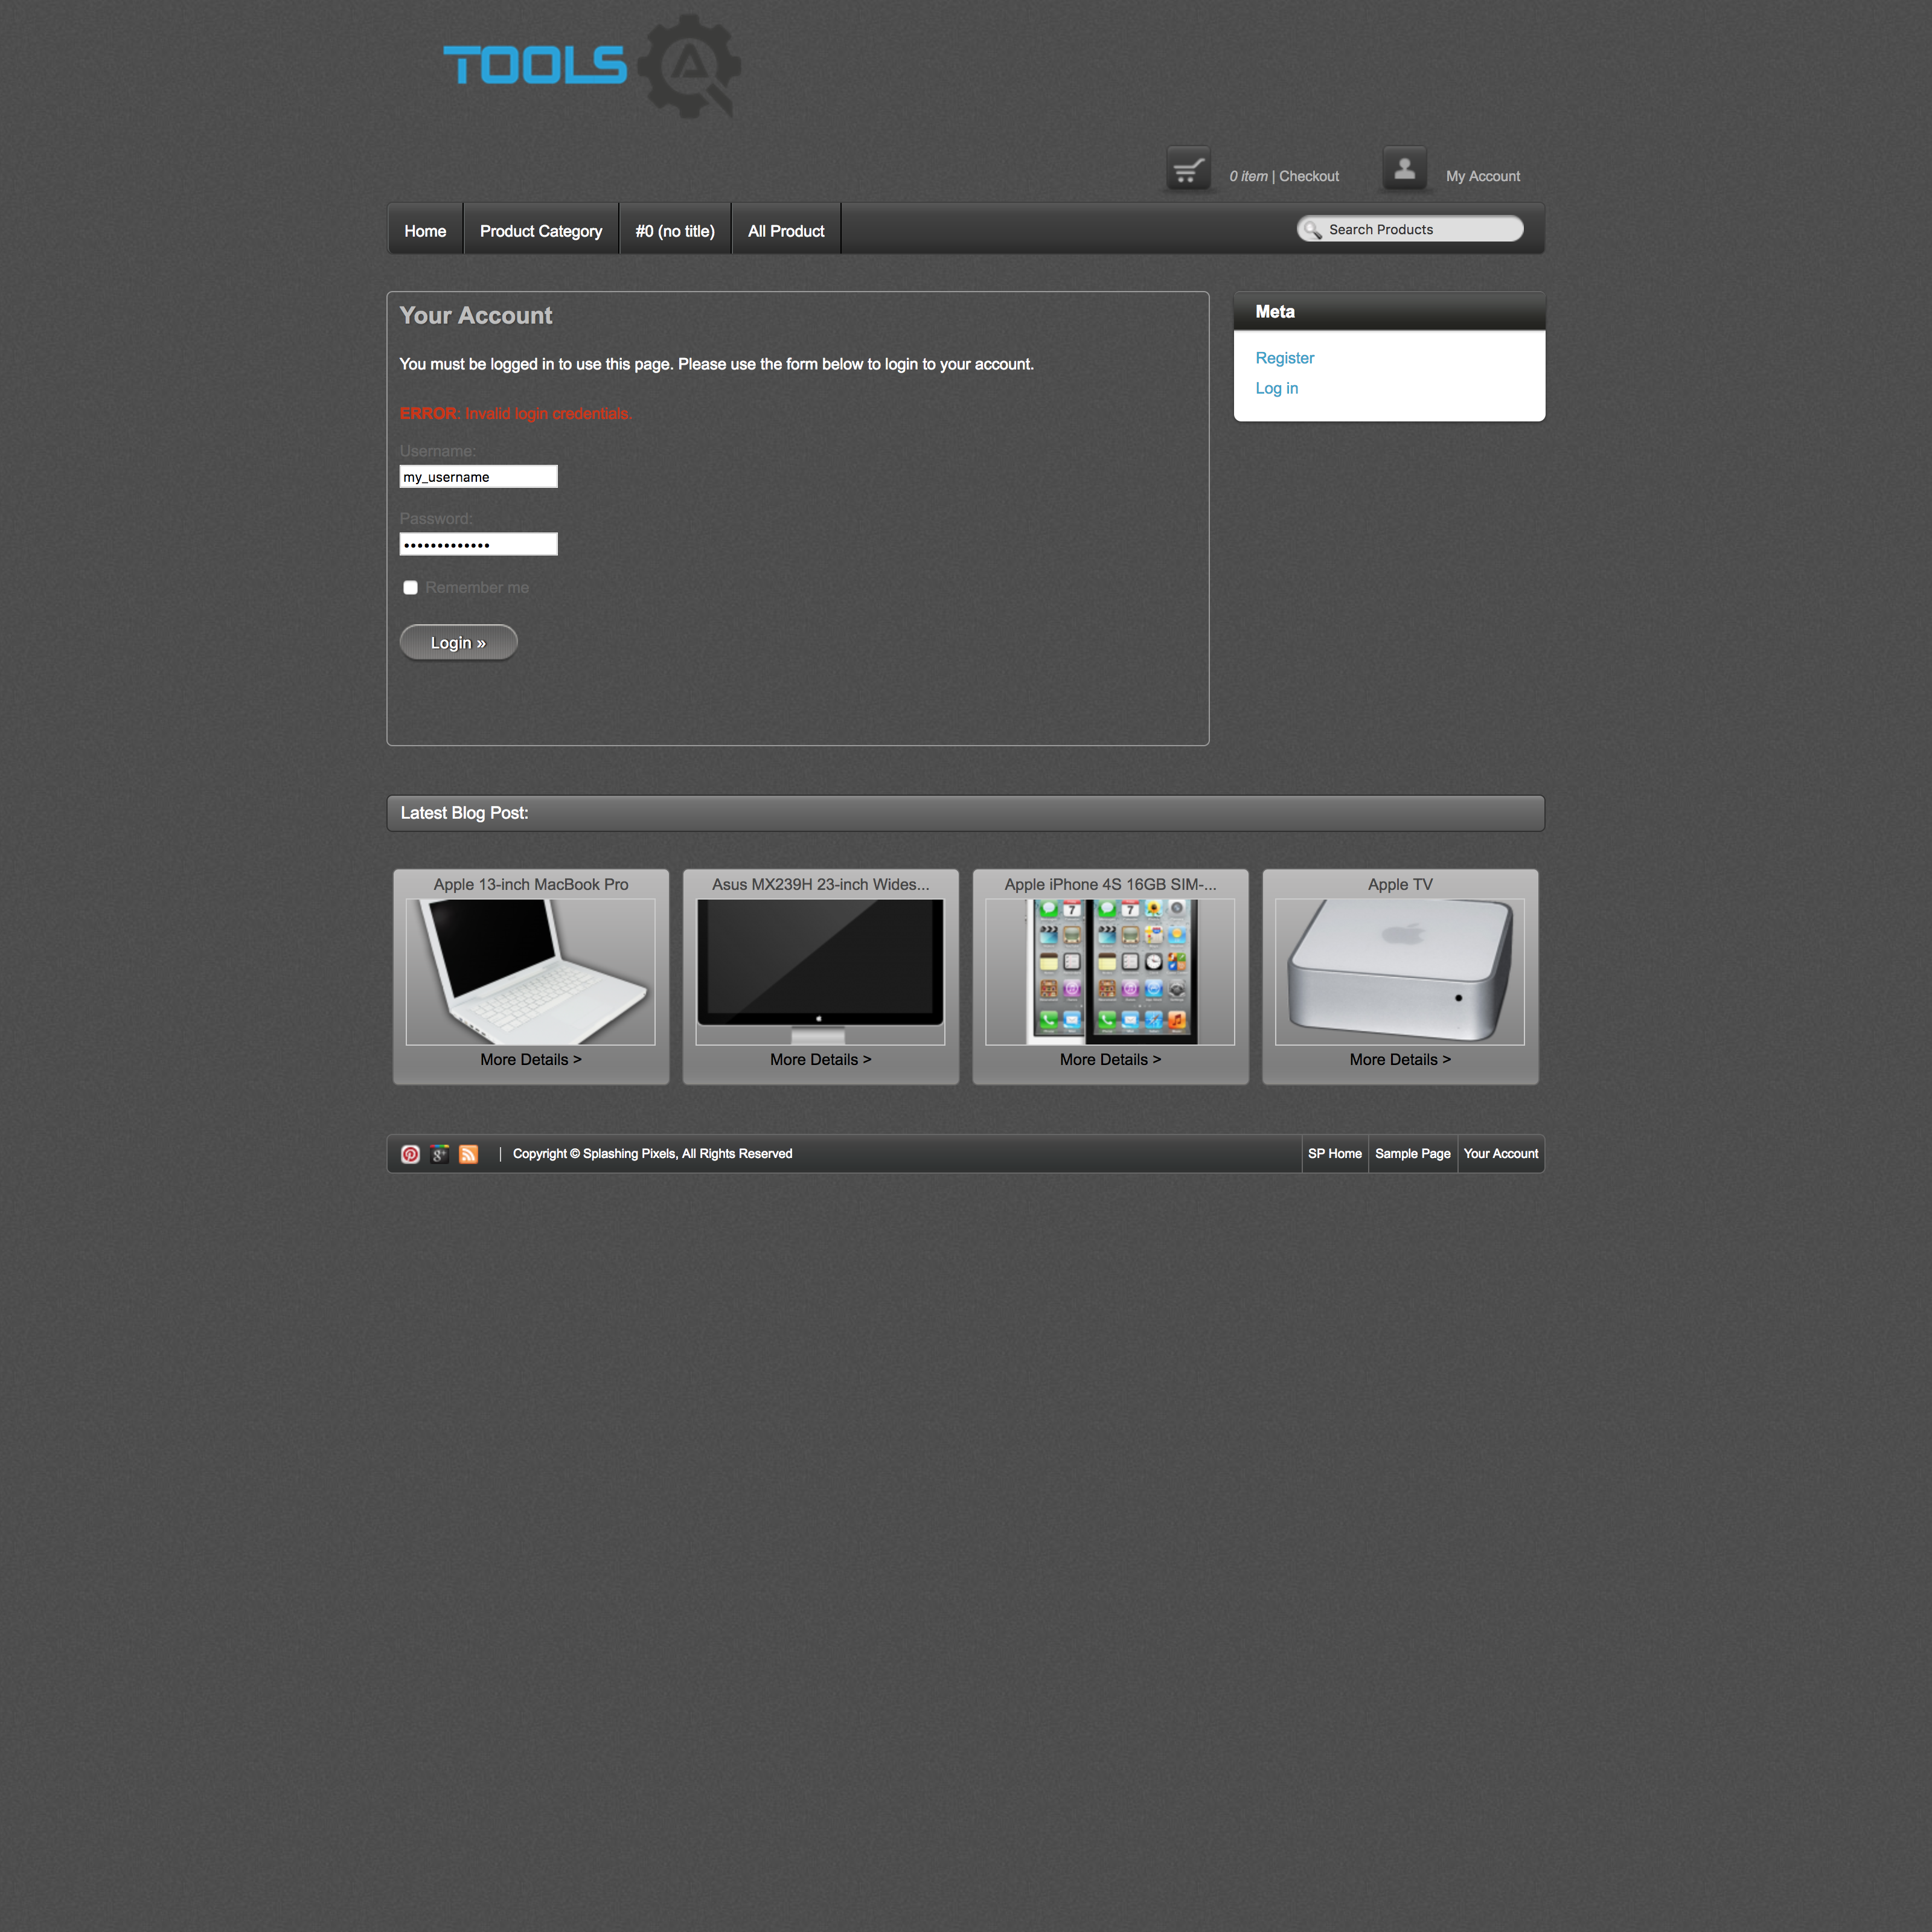 TOOLS QA
0 item | Checkout
My Account
Home
Product Category
#0 (no title)
All Product
Search Products
Your Account
You must be logged in to use this page. Please use the form below to login to your account.
ERROR: Invalid login credentials.
Username:
my_username
Password:
•••••••••••••
Remember me
Login »
Meta
Register
Log in
Latest Blog Post:
Apple 13-inch MacBook Pro
More Details >
Asus MX239H 23-inch Wides...
More Details >
Apple iPhone 4S 16GB SIM-...
7
7
More Details >
Apple TV
More Details >
g+
| Copyright © Splashing Pixels, All Rights Reserved
SP Home
Sample Page
Your Account